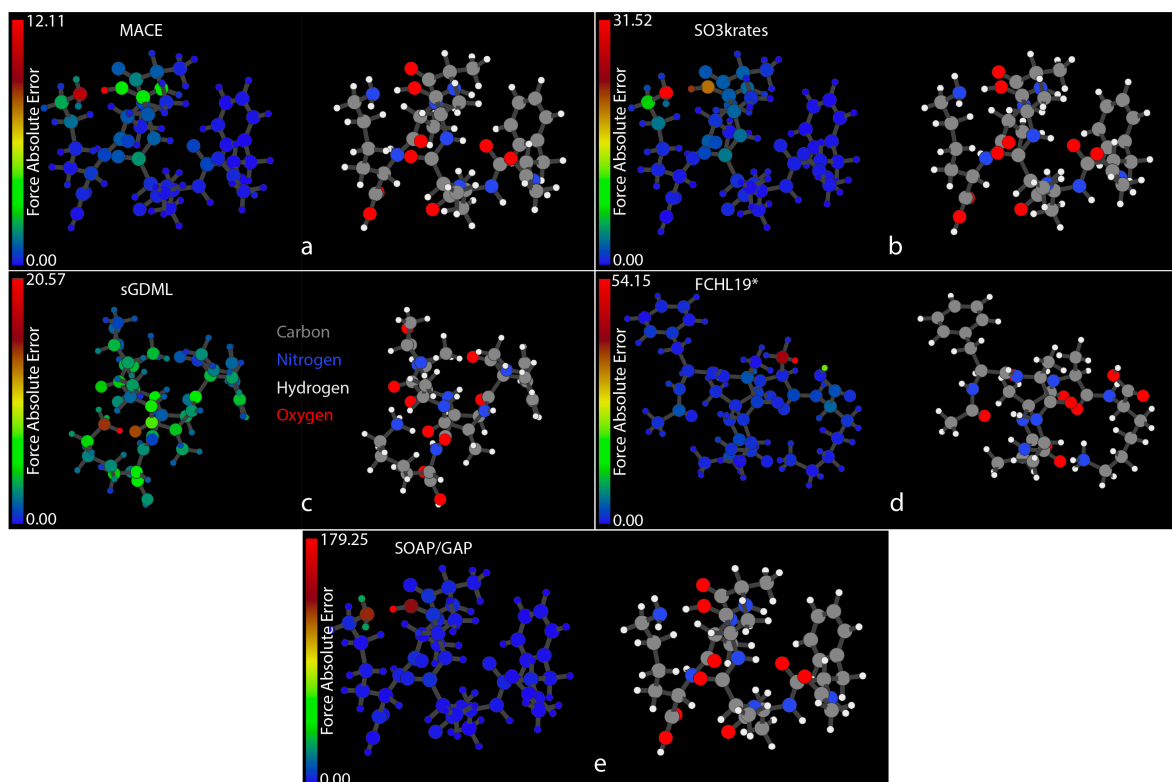 12.11
MACE
Force Absolute Error
0.00
a
31.52
SO3krates
Force Absolute Error
0.00
b
20.57
sGDML
Force Absolute Error
0.00
Carbon
Nitrogen
Hydrogen
Oxygen
c
54.15
FCHL19*
Force Absolute Error
0.00
d
179.25
SOAP/GAP
Force Absolute Error
0.00
e